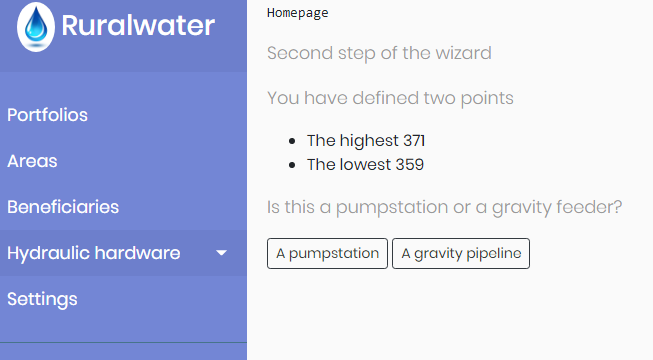 Ruralwater
Portfolios
Areas
Beneficiaries
Hydraulic hardware
Settings
Homepage
Second step of the wizard
You have defined two points
The highest 371
The lowest 359
Is this a pumpstation or a gravity feeder?
A pumpstation
A gravity pipeline